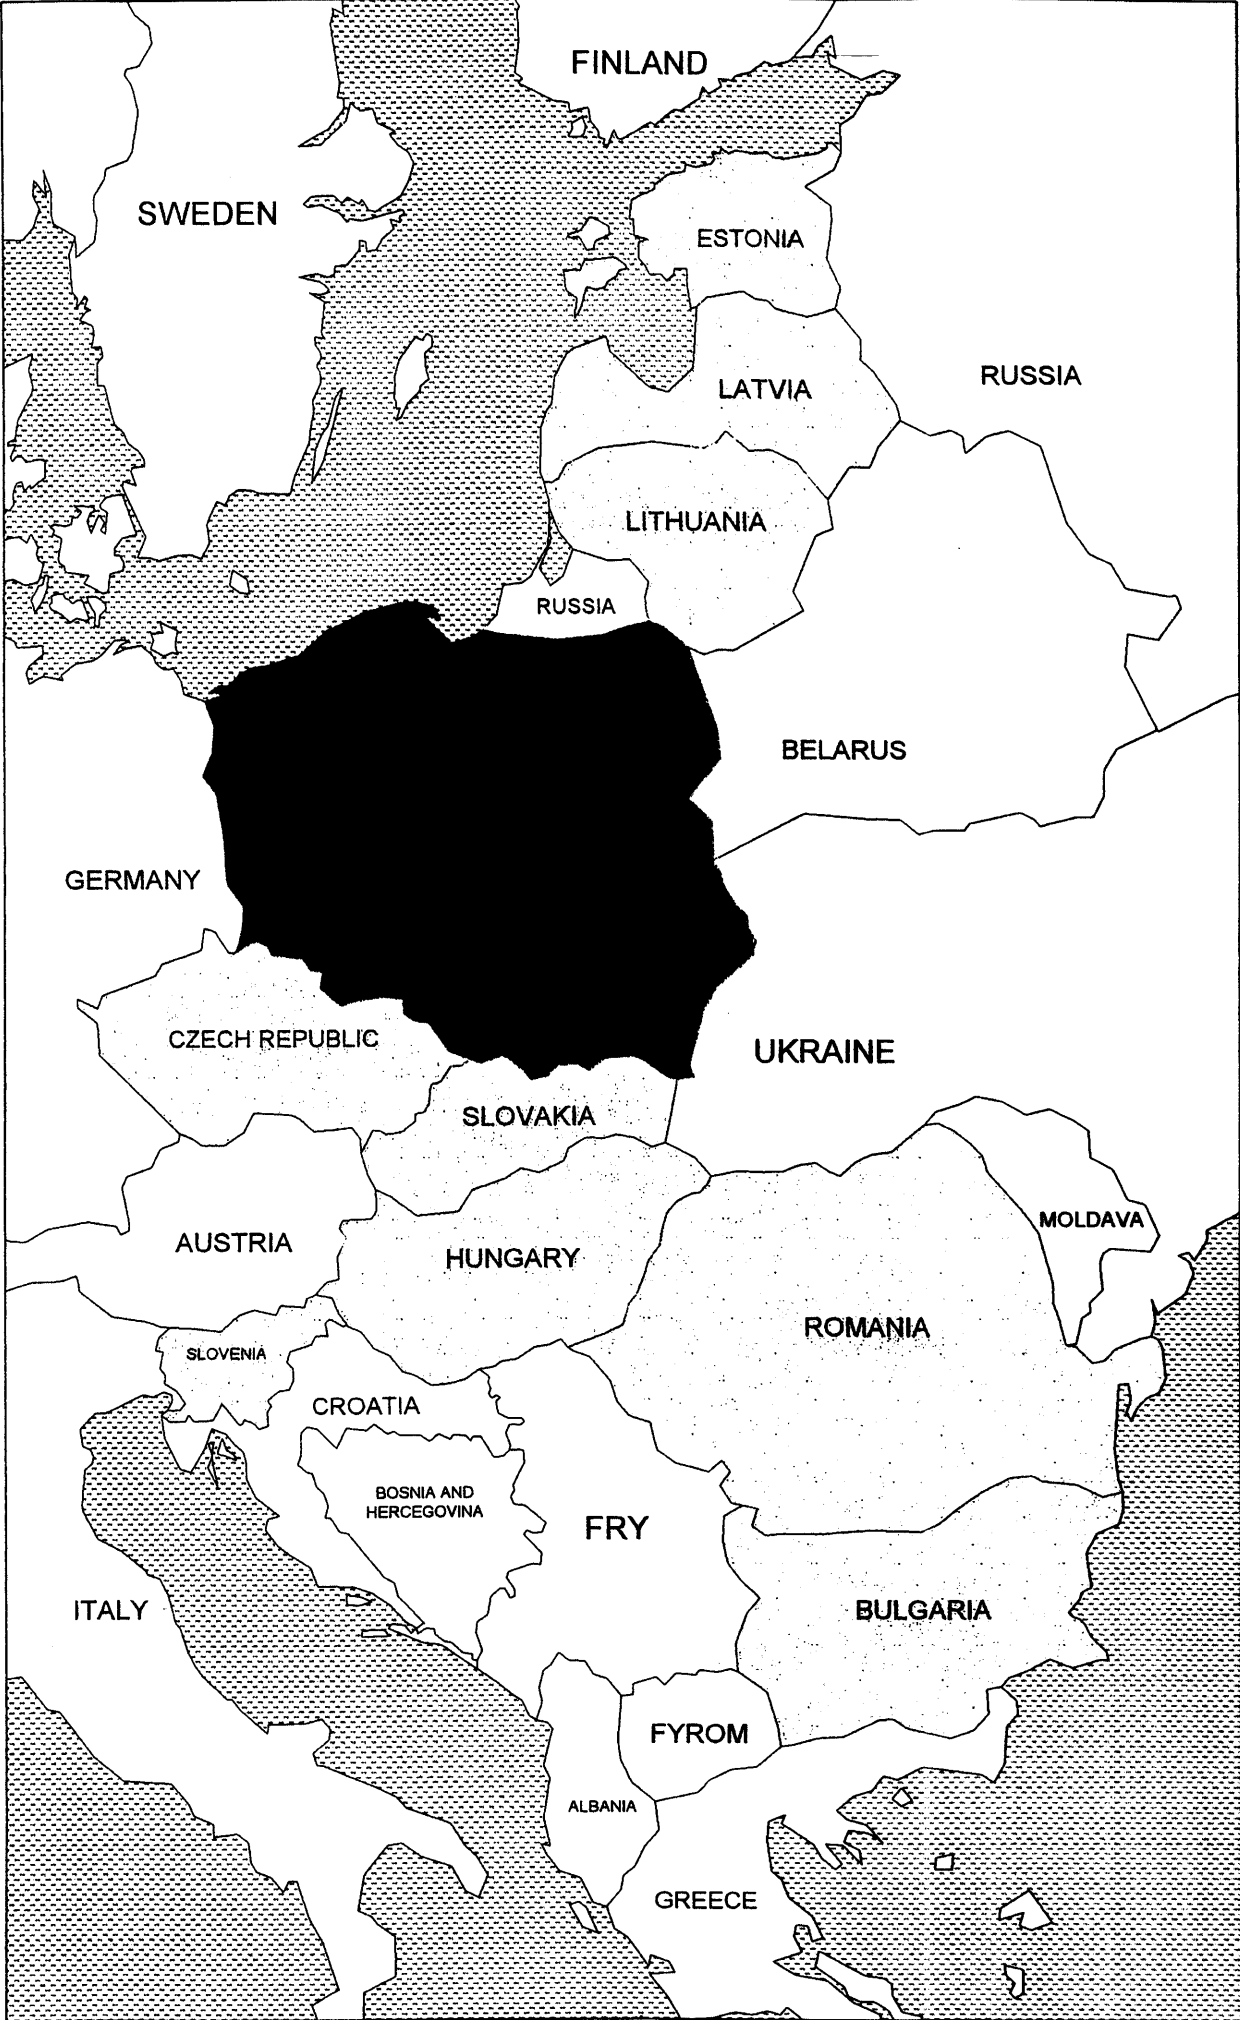 FINLAND
SWEDEN
ESTONIA
RUSSIA
LATVIA
LITHUANIA
RUSSIA
BELARUS
GERMANY
CZECH REPUBLIC
UKRAINE
SLOVAKIA
MOLDAVA
AUSTRIA
HUNGARY
ROMANIA
SLOVENIA
CROATIA
BOSNIA AND
HERCEGOVINA
FRY
ITALY
BULGARIA
FYROM
ALBANIA
GREECE